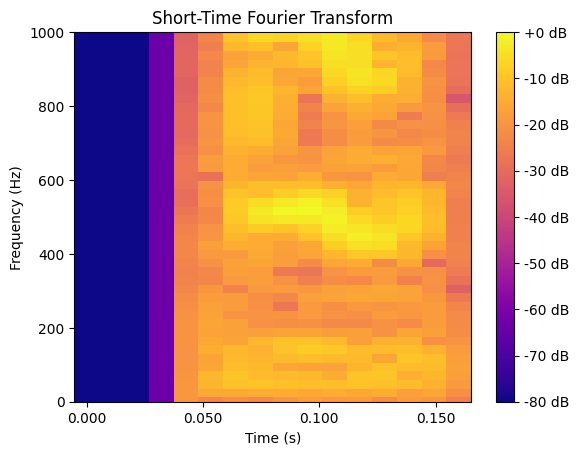 Short-Time Fourier Transform
1000
800
600
400
200
0
Frequency (Hz)
0.000
0.050
0.100
0.150
Time (s)
+0 dB
-10 dB
-20 dB
-30 dB
-40 dB
-50 dB
-60 dB
-70 dB
-80 dB